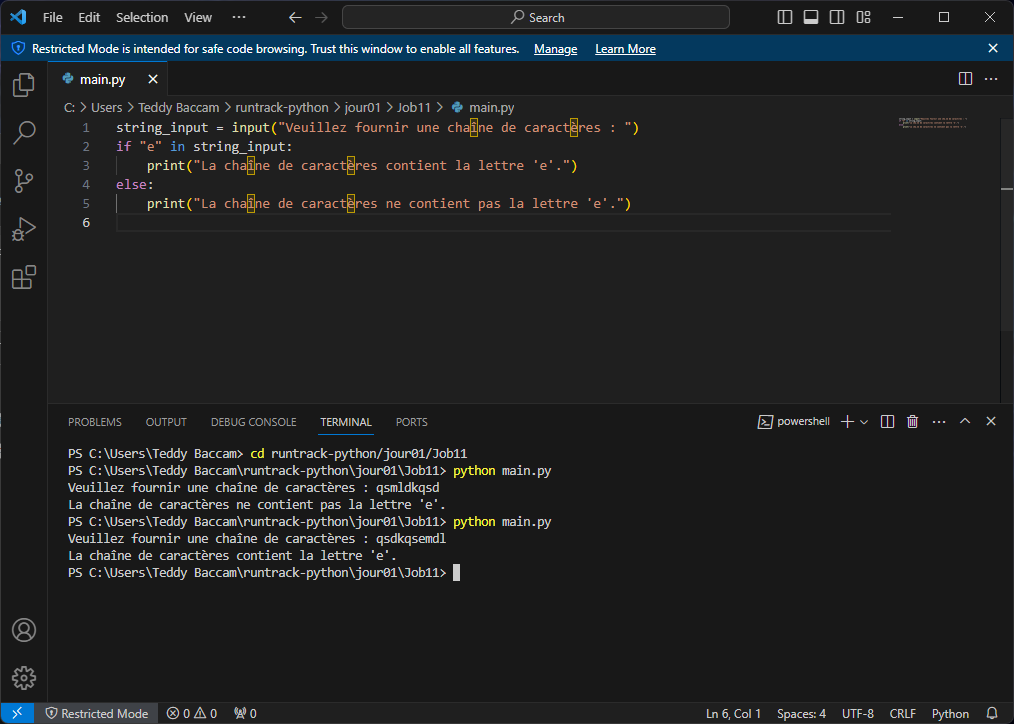 File Edit Selection View ··· Search
Restricted Mode is intended for safe code browsing. Trust this window to enable all features. Manage Learn More
main.py
C: > Users > Teddy Baccam > runtrack-python > jour01 > Job11 > main.py
1 string_input = input("Veuillez fournir une chaîne de caractères : ")
2 if "e" in string_input:
3 print("La chaîne de caractères contient la lettre 'e'.")
4 else:
5 print("La chaîne de caractères ne contient pas la lettre 'e'.")
6
PROBLEMS OUTPUT DEBUG CONSOLE TERMINAL PORTS powershell
PS C:\Users\Teddy Baccam> cd runtrack-python/jour01/Job11
PS C:\Users\Teddy Baccam\runtrack-python\jour01\Job11> python main.py
Veuillez fournir une chaîne de caractères : qsmldkqsd
La chaîne de caractères ne contient pas la lettre 'e'.
PS C:\Users\Teddy Baccam\runtrack-python\jour01\Job11> python main.py
Veuillez fournir une chaîne de caractères : qsdkqsemdl
La chaîne de caractères contient la lettre 'e'.
PS C:\Users\Teddy Baccam\runtrack-python\jour01\Job11>
Restricted Mode 0 0 0 Ln 6, Col 1 Spaces: 4 UTF-8 CRLF Python